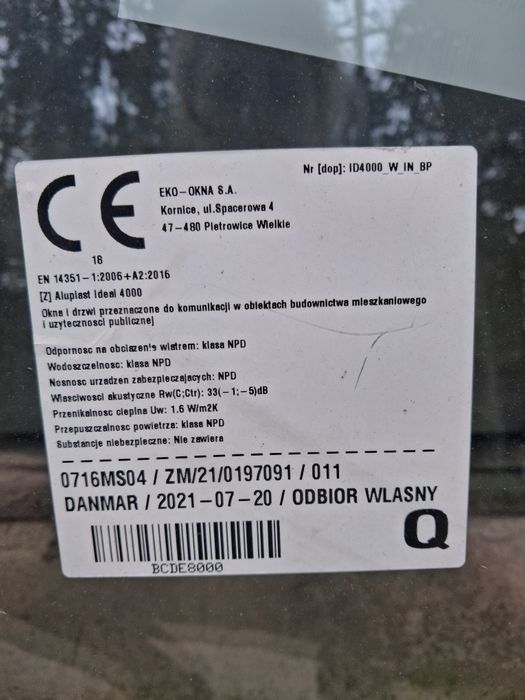 Nr [dop]: ID4000_W_IN_BP
CE
EKO-OKNA S.A.
Kornice, ul.Spacerowa 4
47-480 Pietrowice Wielkie
18
EN 14351-1:2006+A2:2016
[Z] Aluplast Ideal 4000
Okna i drzwi przeznaczone do komunikacji w obiektach budownictwa mieszkaniowego
i uzytecznosci publicznej
Odpornosc na obciazenie wiatrem: klasa NPD
Wodoszczelnosc: klasa NPD
Nosnosc urzadzen zabezpieczajacych: NPD
Wlasciwosci akustyczne Rw(C;Ctr): 33(-1;-5)dB
Przenikalnosc cieplna Uw: 1.6 W/m2K
Przepuszczalnosc powietrza: klasa NPD
Substancje niebezpieczne: Nie zawiera
0716MS04 / ZM/21/0197091 / 011
DANMAR / 2021-07-20 / ODBIOR WLASNY
Q
BCDE8000